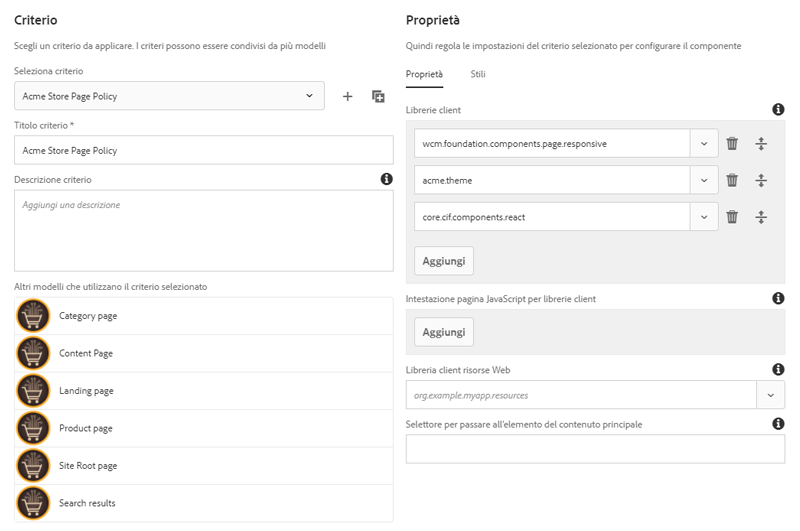 Criterio
Scegli un criterio da applicare. I criteri possono essere condivisi da più modelli
Seleziona criterio
Acme Store Page Policy
Titolo criterio *
Acme Store Page Policy
Descrizione criterio
Aggiungi una descrizione
Altri modelli che utilizzano il criterio selezionato
Category page
Content Page
Landing page
Product page
Site Root page
Search results
Proprietà
Quindi regola le impostazioni del criterio selezionato per configurare il componente
Proprietà Stili
Librerie client
wcm.foundation.components.page.responsive
acme.theme
core.cif.components.react
Aggiungi
Intestazione pagina JavaScript per librerie client
Aggiungi
Libreria client risorse Web
org.example.myapp.resources
Selettore per passare all'elemento del contenuto principale